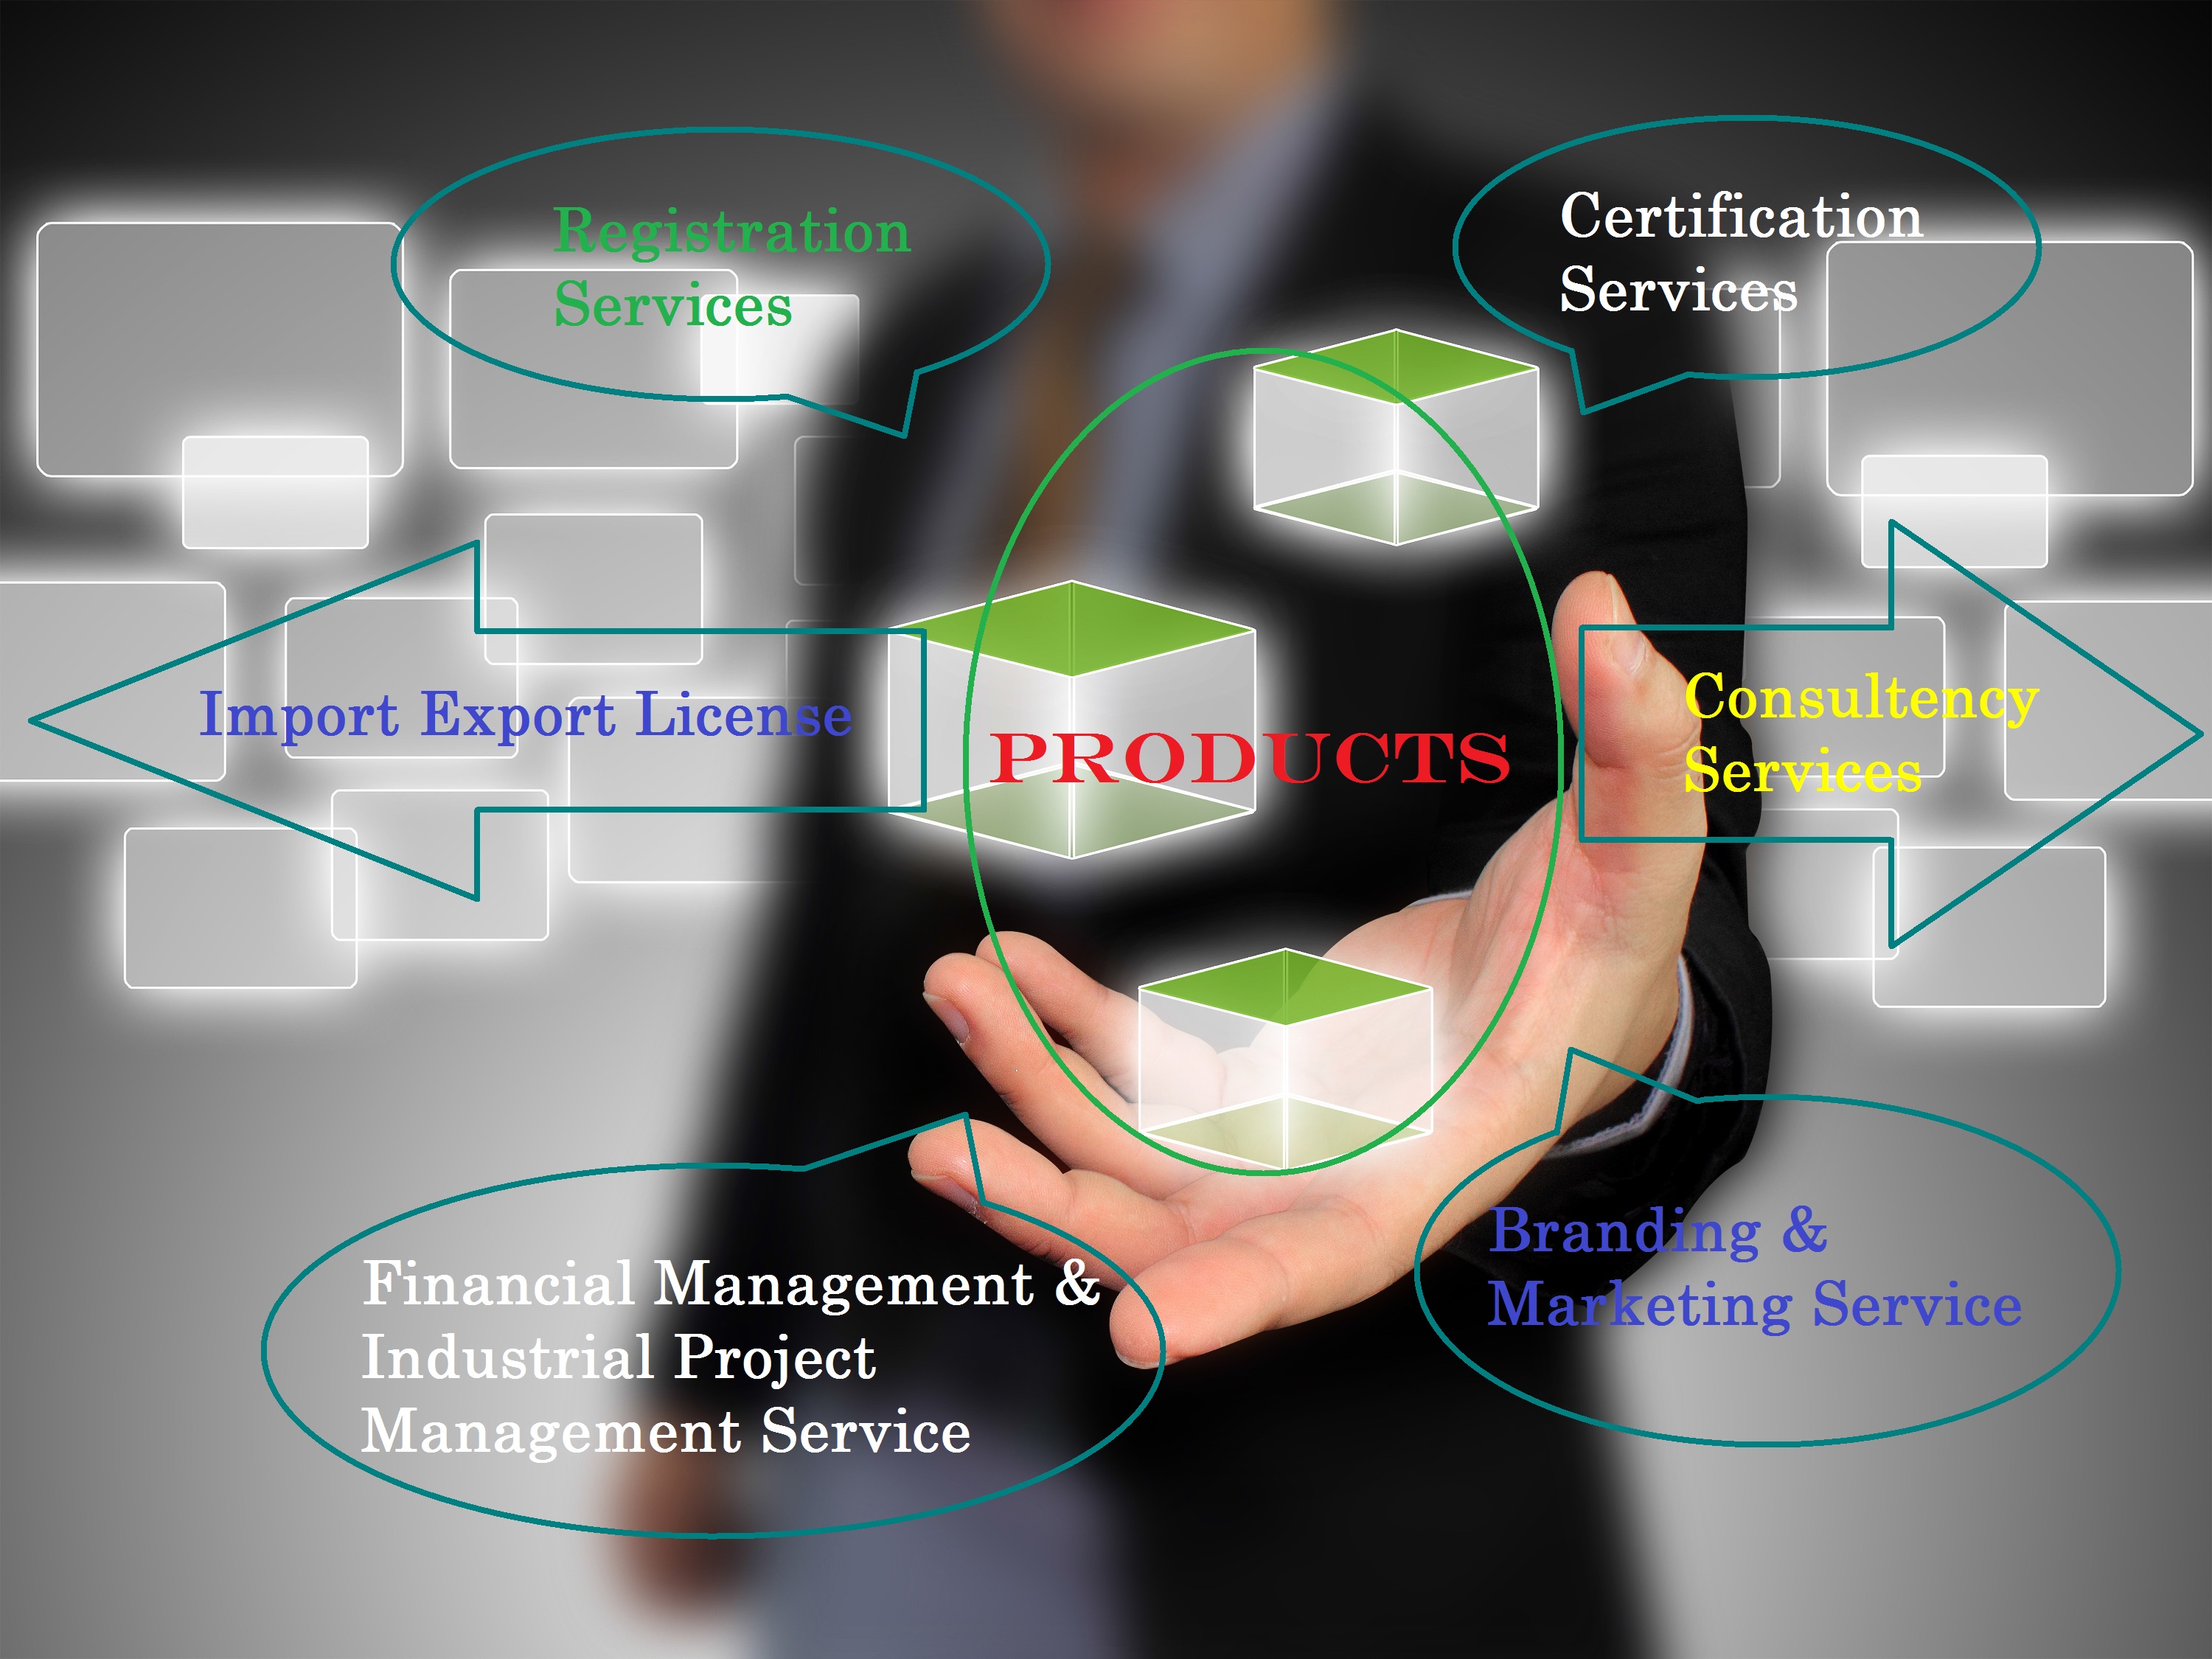 Registration
Services
Certification
Services
Import Export License
PRODUCTS
Consultency
Services
Financial Management &
Industrial Project
Management Service
Branding &
Marketing Service